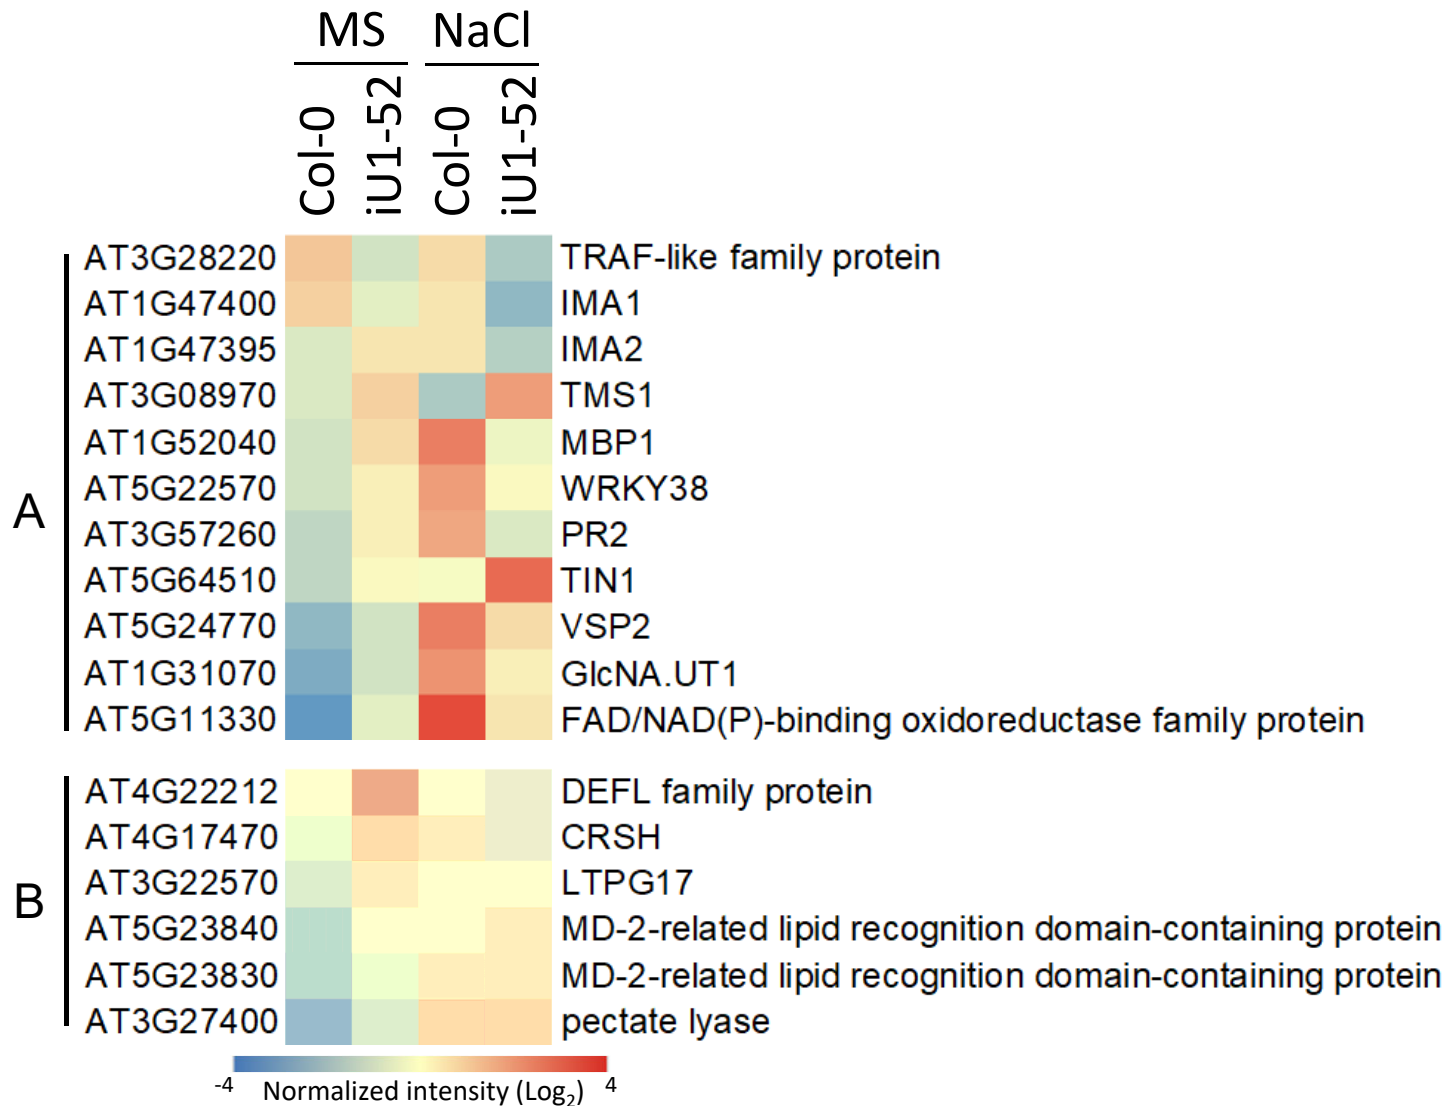 MS NaCl
Col-0 iU1-52 Col-0 iU1-52
A
AT3G28220 TRAF-like family protein
AT1G47400 IMA1
AT1G47395 IMA2
AT3G08970 TMS1
AT1G52040 MBP1
AT5G22570 WRKY38
AT3G57260 PR2
AT5G64510 TIN1
AT5G24770 VSP2
AT1G31070 GlcNA.UT1
AT5G11330 FAD/NAD(P)-binding oxidoreductase family protein
B
AT4G22212 DEFL family protein
AT4G17470 CRSH
AT3G22570 LTPG17
AT5G23840 MD-2-related lipid recognition domain-containing protein
AT5G23830 MD-2-related lipid recognition domain-containing protein
AT3G27400 pectate lyase
-4 Normalized intensity (Log₂) 4